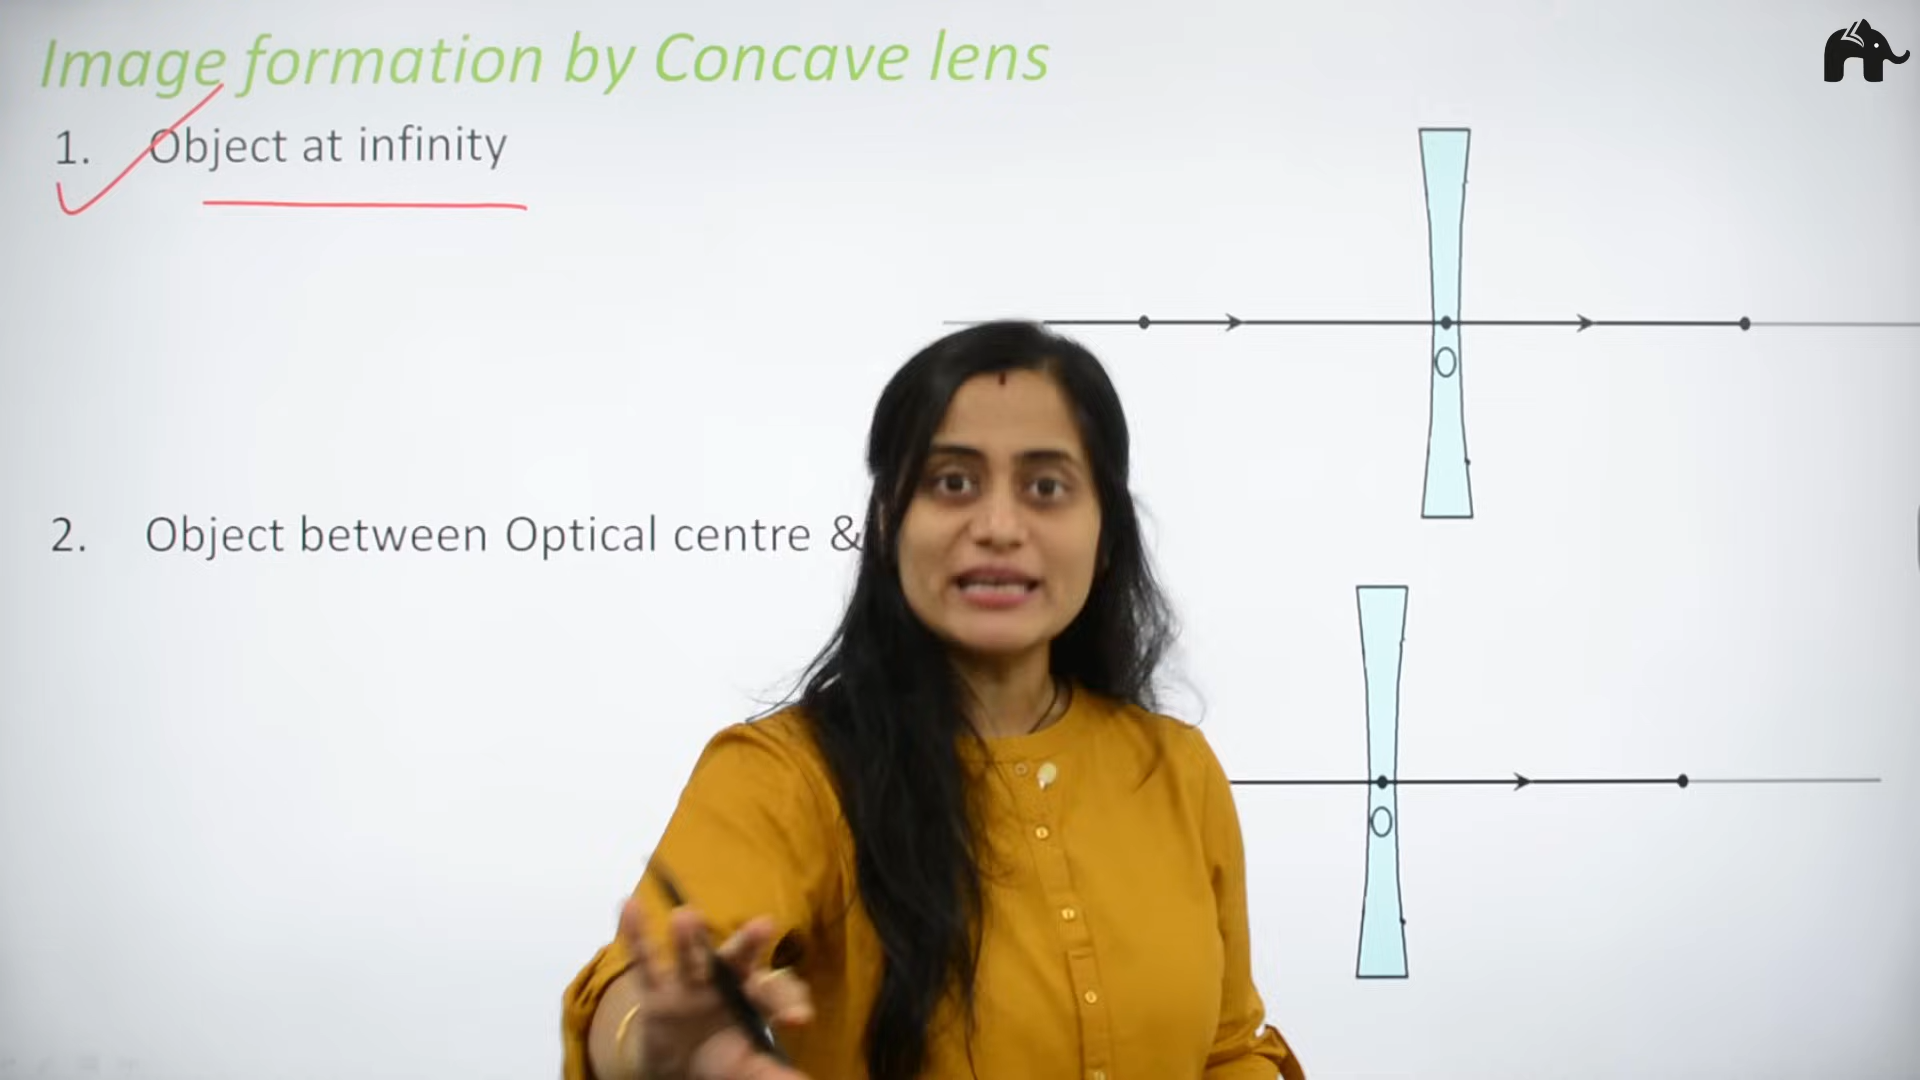 Image formation by Concave lens
1. Object at infinity
O
2. Object between Optical centre &
O